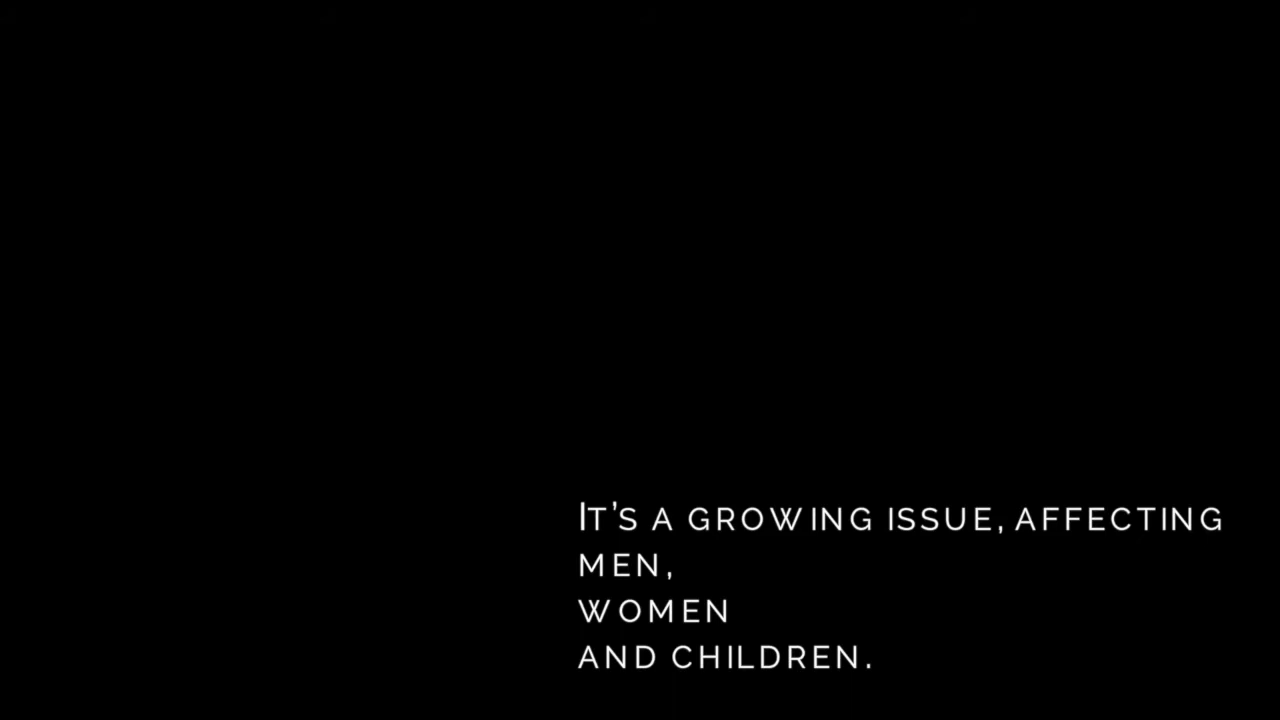 It's a growing issue, affecting
men,
women
and children.